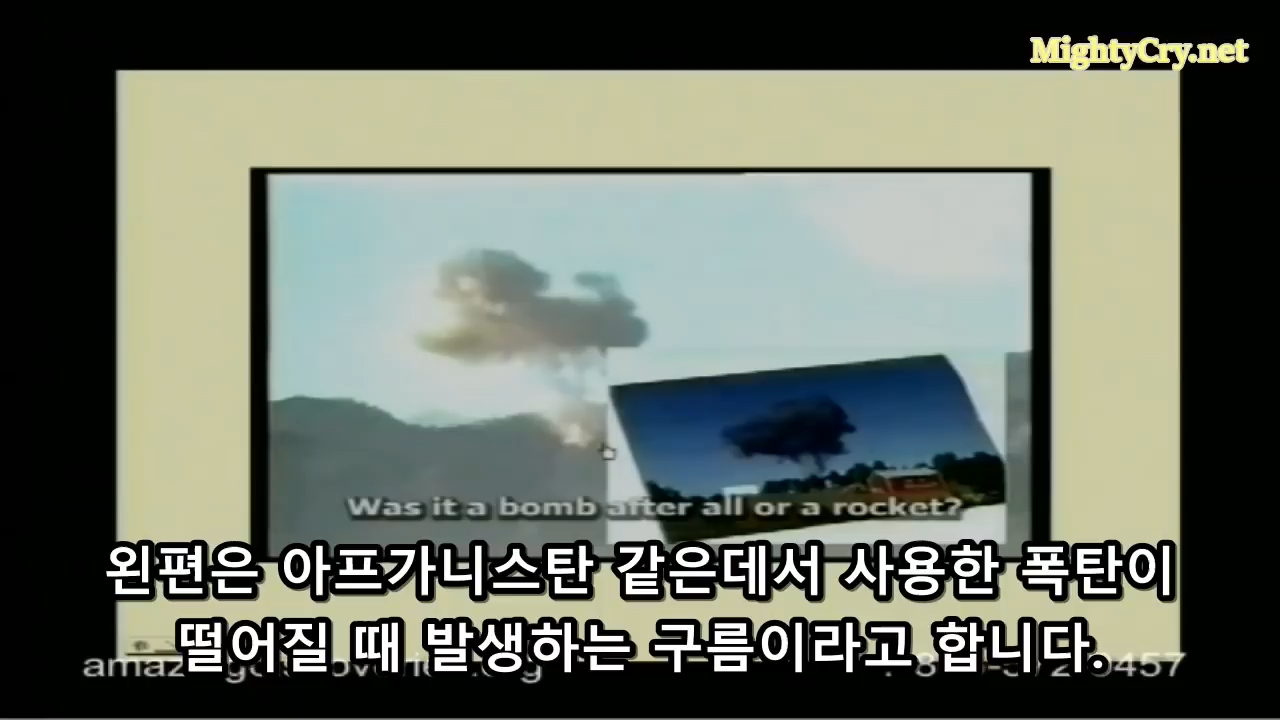 MightyCry.net
Was it a bomb after all or a rocket?
왼편은 아프가니스탄 같은데서 사용한 폭탄이
떨어질 때 발생하는 구름이라고 합니다.